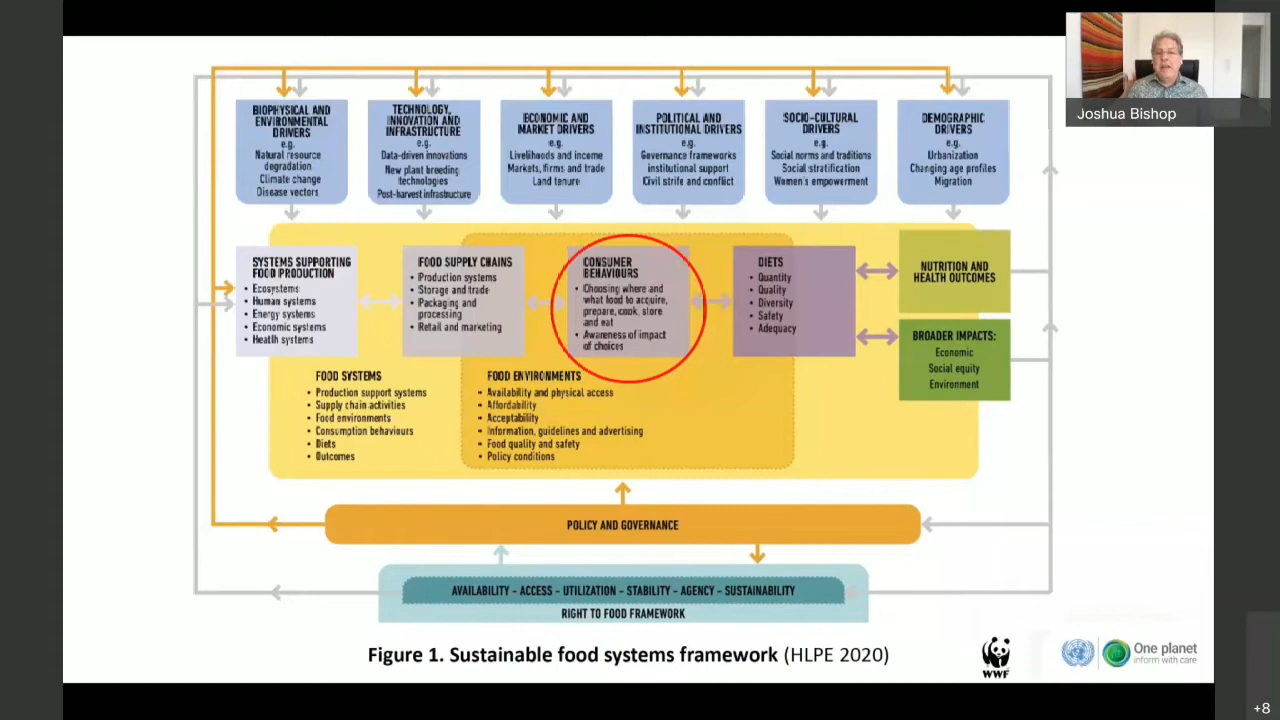 Joshua Bishop
BIOPHYSICAL AND
ENVIRONMENTAL
DRIVERS
e.g.
Natural resource
degradation
Climate change
Disease vectors
TECHNOLOGY,
INNOVATION AND
INFRASTRUCTURE
e.g.
Data-driven innovations
New plant breeding
technologies
Post-harvest infrastructure
ECONOMIC AND
MARKET DRIVERS
e.g.
Livelihoods and income
Markets, firms and trade
Land tenure
POLITICAL AND
INSTITUTIONAL DRIVERS
e.g.
Governance frameworks
institutional support
Civil strife and conflict
SOCIO-CULTURAL
DRIVERS
e.g.
Social norms and traditions
Social stratification
Women's empowerment
DEMOGRAPHIC
DRIVERS
e.g.
Urbanization
Changing age profiles
Migration
SYSTEMS SUPPORTING
FOOD PRODUCTION
• Ecosystems
• Human systems
• Energy systems
• Economic systems
• Health systems
FOOD SUPPLY CHAINS
• Production systems
• Storage and trade
• Packaging and
processing
• Retail and marketing
CONSUMER
BEHAVIOURS
• Choosing where and
what food to acquire,
prepare, cook, store
and eat
• Awareness of impact
of choices
DIETS
• Quantity
• Quality
• Diversity
• Safety
• Adequacy
NUTRITION AND
HEALTH OUTCOMES
BROADER IMPACTS:
Economic
Social equity
Environment
FOOD SYSTEMS
• Production support systems
• Supply chain activities
• Food environments
• Consumption behaviours
• Diets
• Outcomes
FOOD ENVIRONMENTS
• Availability and physical access
• Affordability
• Acceptability
• Information, guidelines and advertising
• Food quality and safety
• Policy conditions
POLICY AND GOVERNANCE
AVAILABILITY - ACCESS - UTILIZATION - STABILITY - AGENCY - SUSTAINABILITY
RIGHT TO FOOD FRAMEWORK
Figure 1. Sustainable food systems framework (HLPE 2020)
WWF
One planet
inform with care
+8